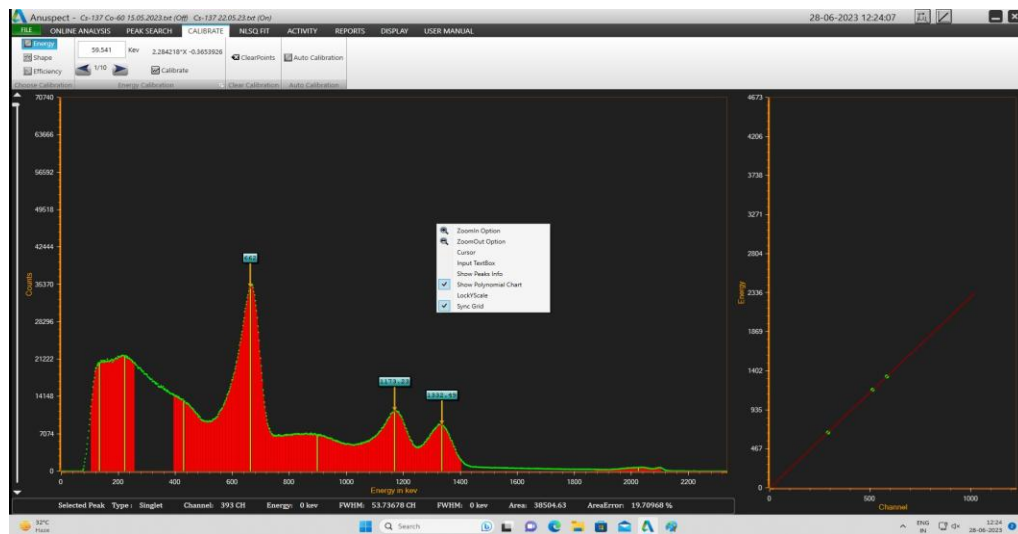 Anuspect - Cs-137 Co-60 15.05.2023.txt (Off) Cs-137 22.05.23.txt (On) 28-06-2023 12:24:07
FILE ONLINE ANALYSIS PEAK SEARCH CALIBRATE NLSQ FIT ACTIVITY REPORTS DISPLAY USER MANUAL
Energy 59.541 Kev 2.284218*X -0.3653926
Shape ClearPoints Auto Calibration
Efficiency 1/10 Calibrate
Choose Calibration Energy Calibration Clear Calibration Auto Calibration
70740 4673
63666 4206
56592 3738
49518 3271
ZoomIn Option
ZoomOut Option
42444 2804
Cursor
662
Input TextBox
Show Peaks Info
35370 2336
Show Polynomial Chart
LockYScale
Sync Grid
Counts Energy
28296 1869
21222 1402
1173.23
1332.49
14148 935
7074 467
0 0
0 200 400 600 800 1000 1200 1400 1600 1800 2000 2200
0 500 1000
Energy in kev
Channel
Selected Peak Type : Singlet Channel: 393 CH Energy: 0 kev FWHM: 53.73678 CH FWHM: 0 kev Area: 38504.63 AreaError: 19.70968 %
32°C
Haze
Search
ENG
IN
12:24
28-06-2023